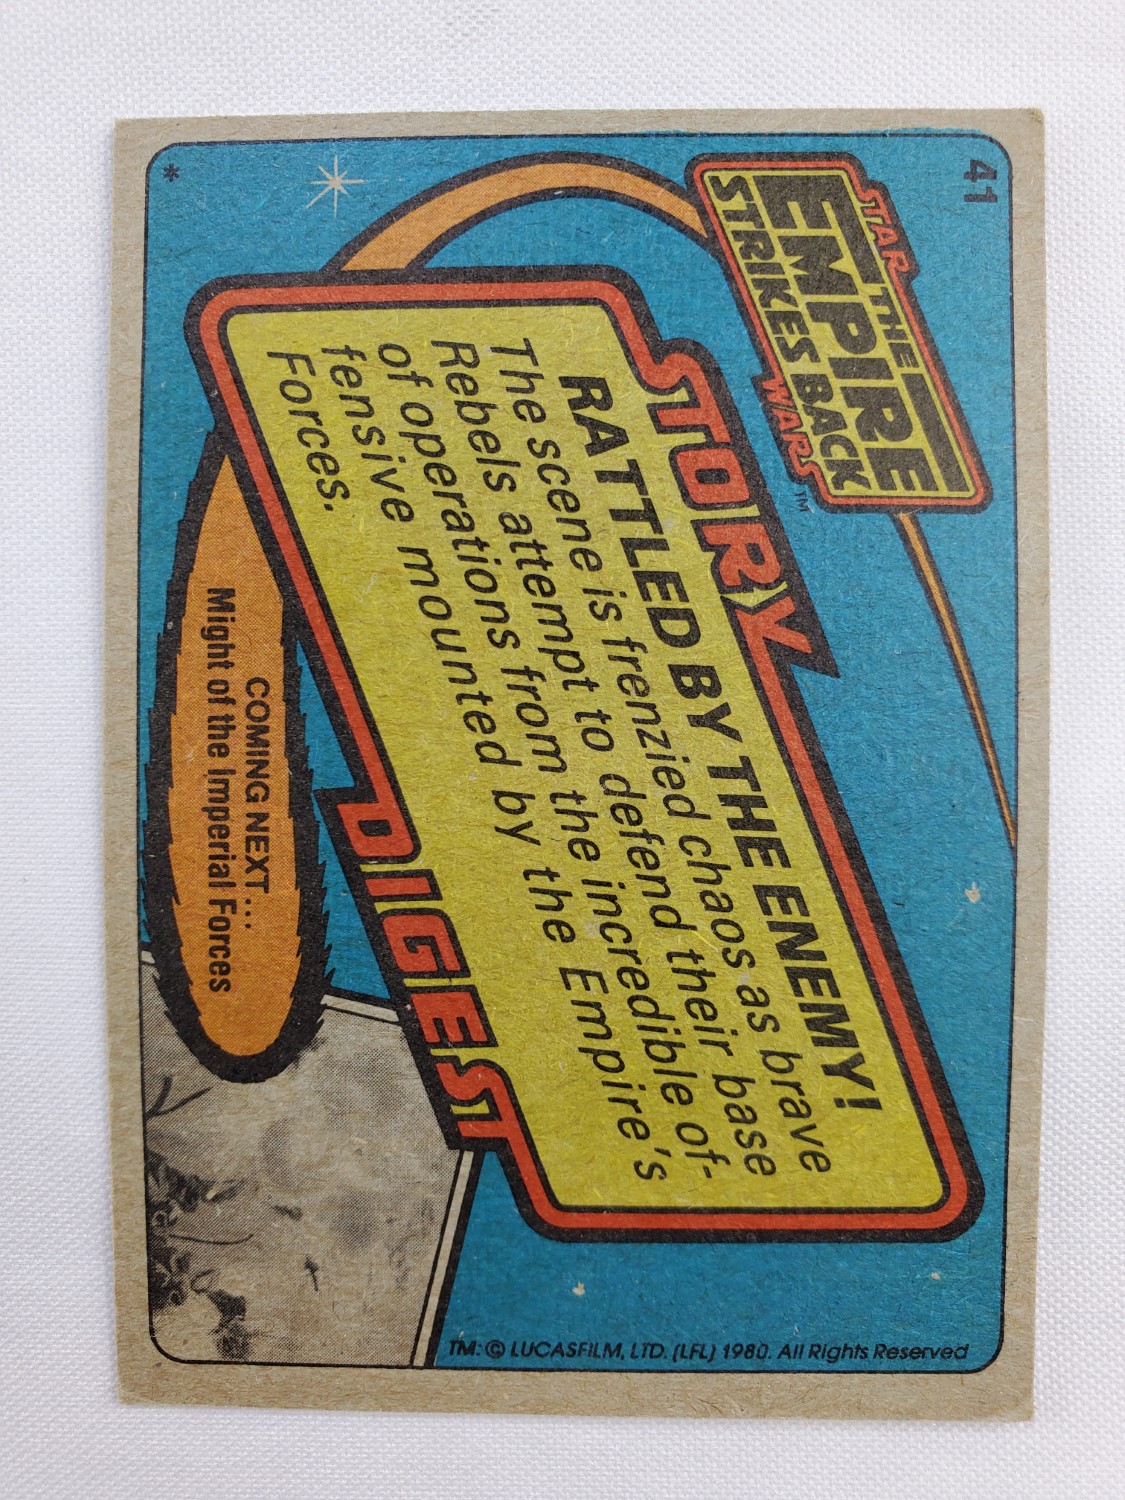 41
STAR
THE
EMPIRE
STRIKES BACK
WARS™
STORY
RATTLED BY THE ENEMY!
The scene is frenzied chaos as brave
Rebels attempt to defend their base
of operations from the incredible of-
fensive mounted by the Empire's
Forces.
DIGEST
COMING NEXT...
Might of the Imperial Forces
*
TM: © LUCASFILM, LTD. (LFL) 1980. All Rights Reserved